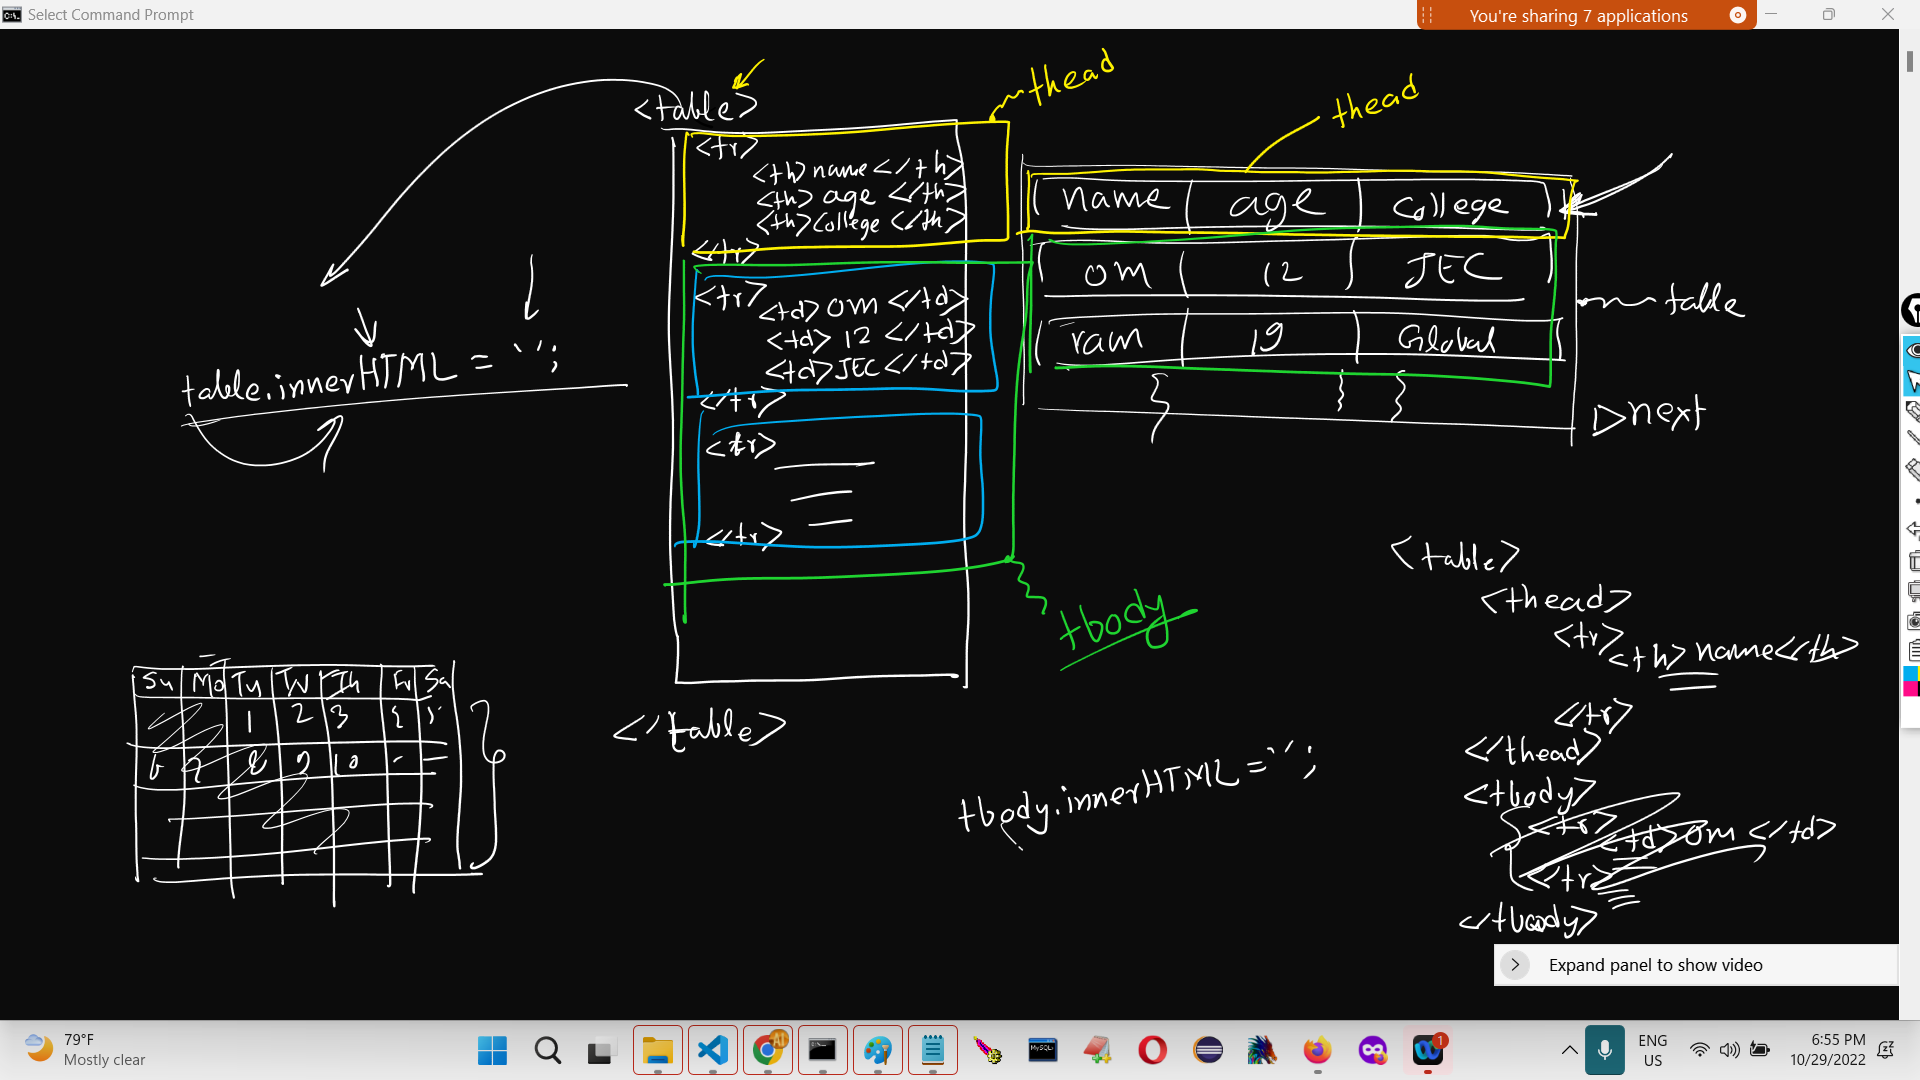 Select Command Prompt
You're sharing 7 applications
<table>
thead
<tr>
<th> name </th>
<th> age </th>
<th> College </th>
</tr>
<tr>
<td> om </td>
<td> 12 </td>
<td> JEC </td>
</tr>
<tr>
</tr>
tbody
</table>
thead
name age College
om 12 JEC
ram 19 Global
table
▷next
table.innerHTML = ``;
Su Mo Tu W Th Fr Sa
1 2 3
6 7 8 9 10
tbody.innerHTML = ``;
<table>
<thead>
<tr>
<th> name </th>
</tr>
</thead>
<tbody>
<tr>
<td> om </td>
</tr>
</tbody>
Expand panel to show video
79°F
Mostly clear
AI
MySQL
1
ENG
US
6:55 PM
10/29/2022